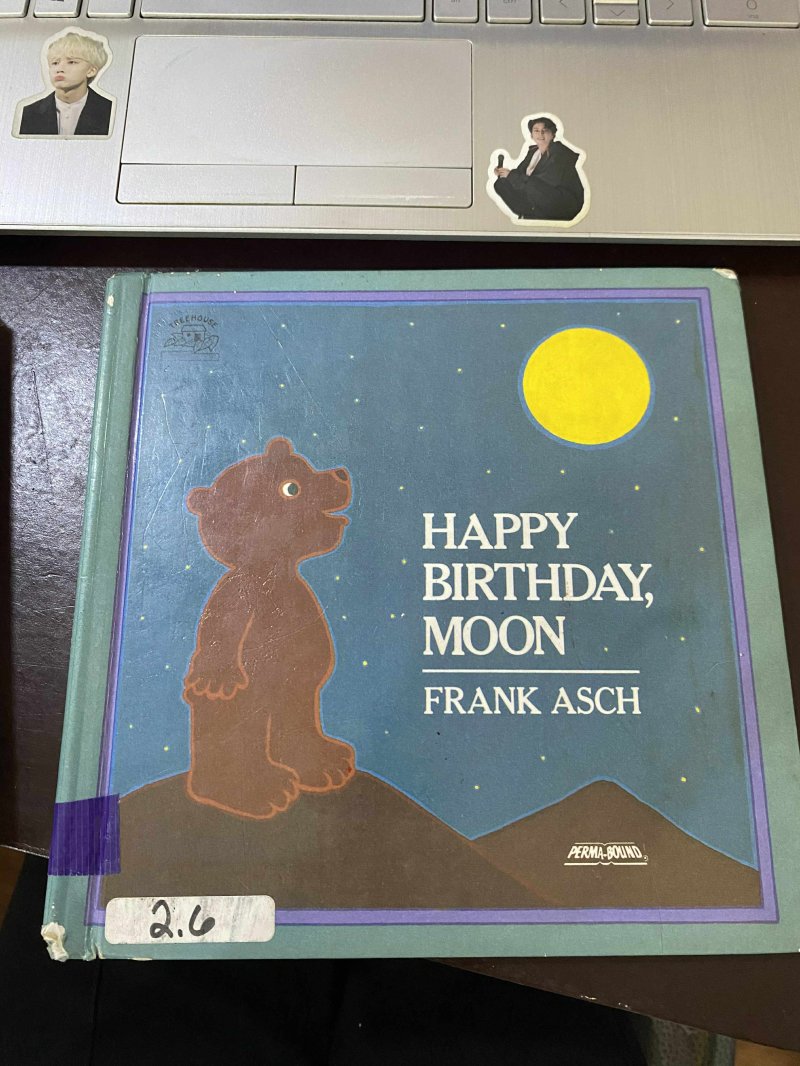 TREEHOUSE
HAPPY
BIRTHDAY,
MOON
FRANK ASCH
PERMA-BOUND
2.6